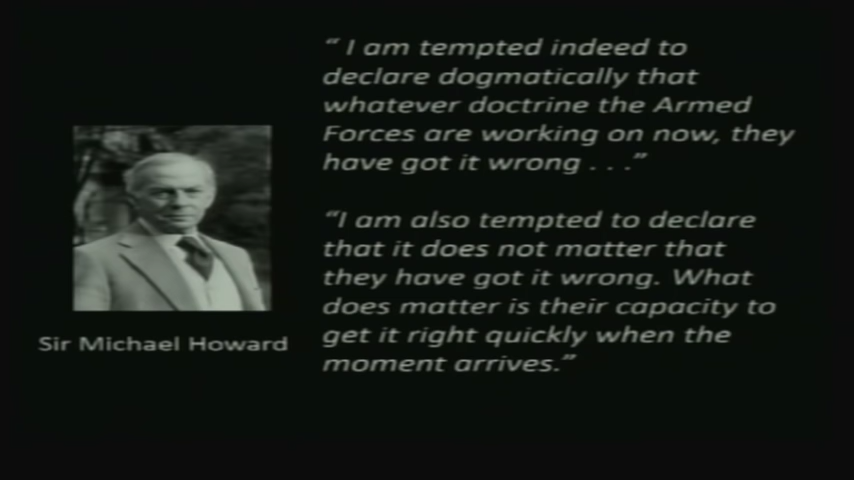 “ I am tempted indeed to
declare dogmatically that
whatever doctrine the Armed
Forces are working on now, they
have got it wrong . . .”
“I am also tempted to declare
that it does not matter that
they have got it wrong. What
does matter is their capacity to
get it right quickly when the
moment arrives.”
Sir Michael Howard